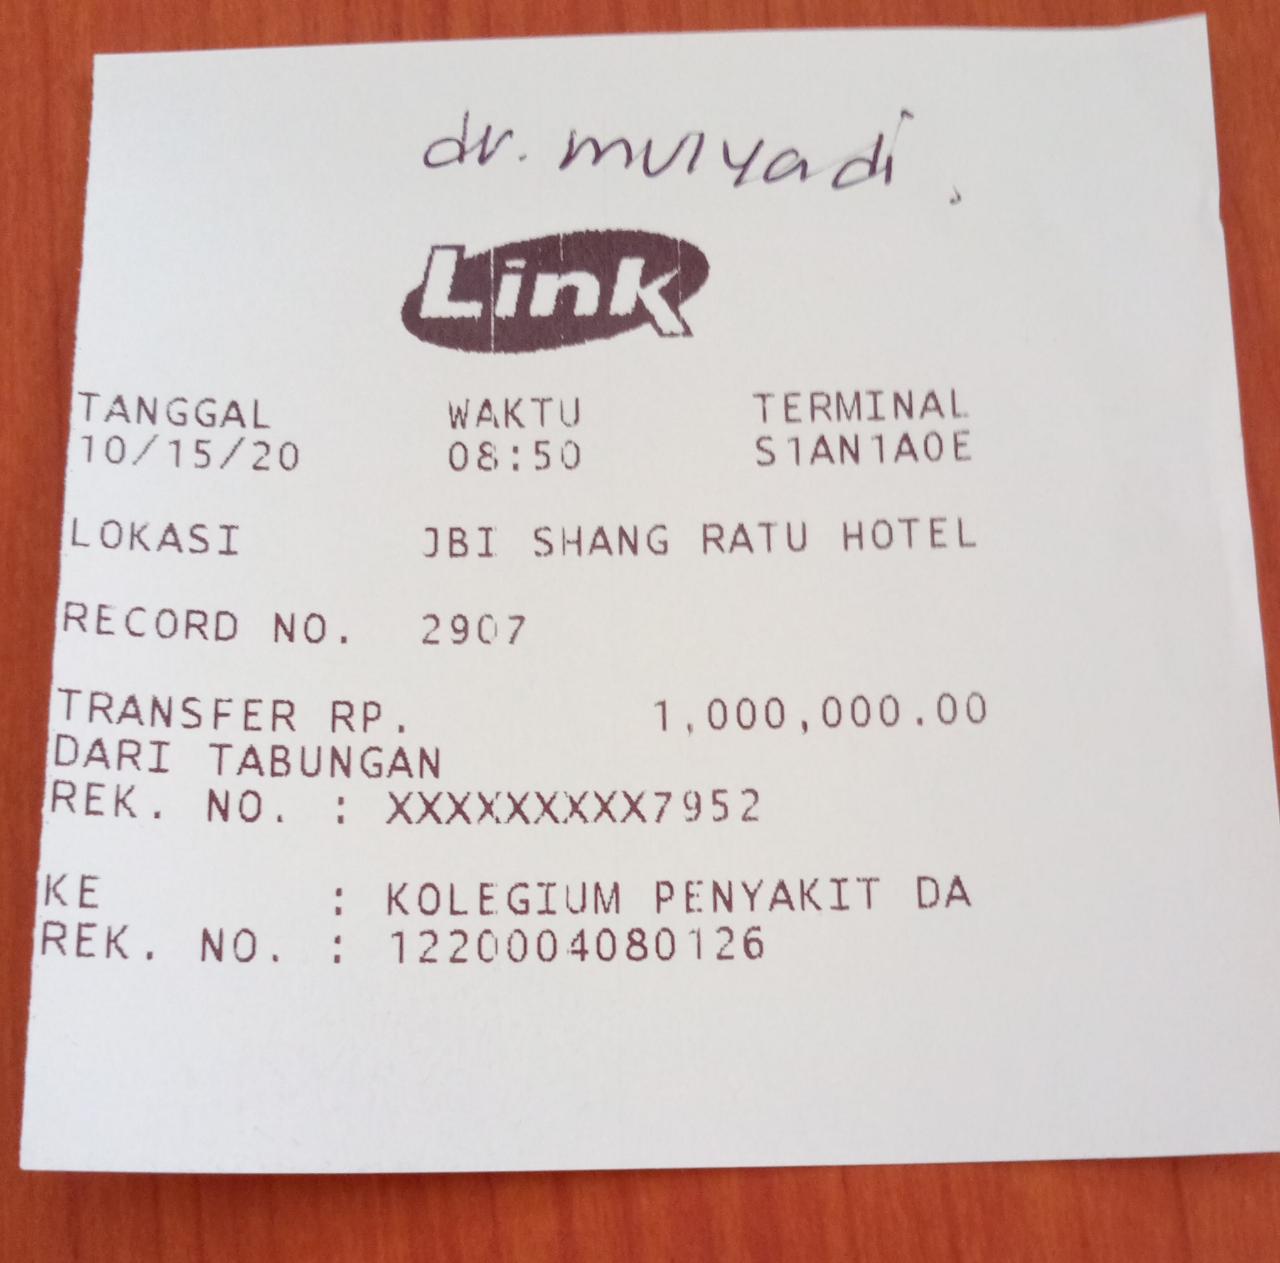 dr. mulyadi.
Link
TANGGAL WAKTU TERMINAL
10/15/20 08:50 S1AN1A0E
LOKASI JBI SHANG RATU HOTEL
RECORD NO. 2907
TRANSFER RP. 1,000,000.00
DARI TABUNGAN
REK. NO. : XXXXXXXXX7952
KE : KOLEGIUM PENYAKIT DA
REK. NO. : 1220004080126